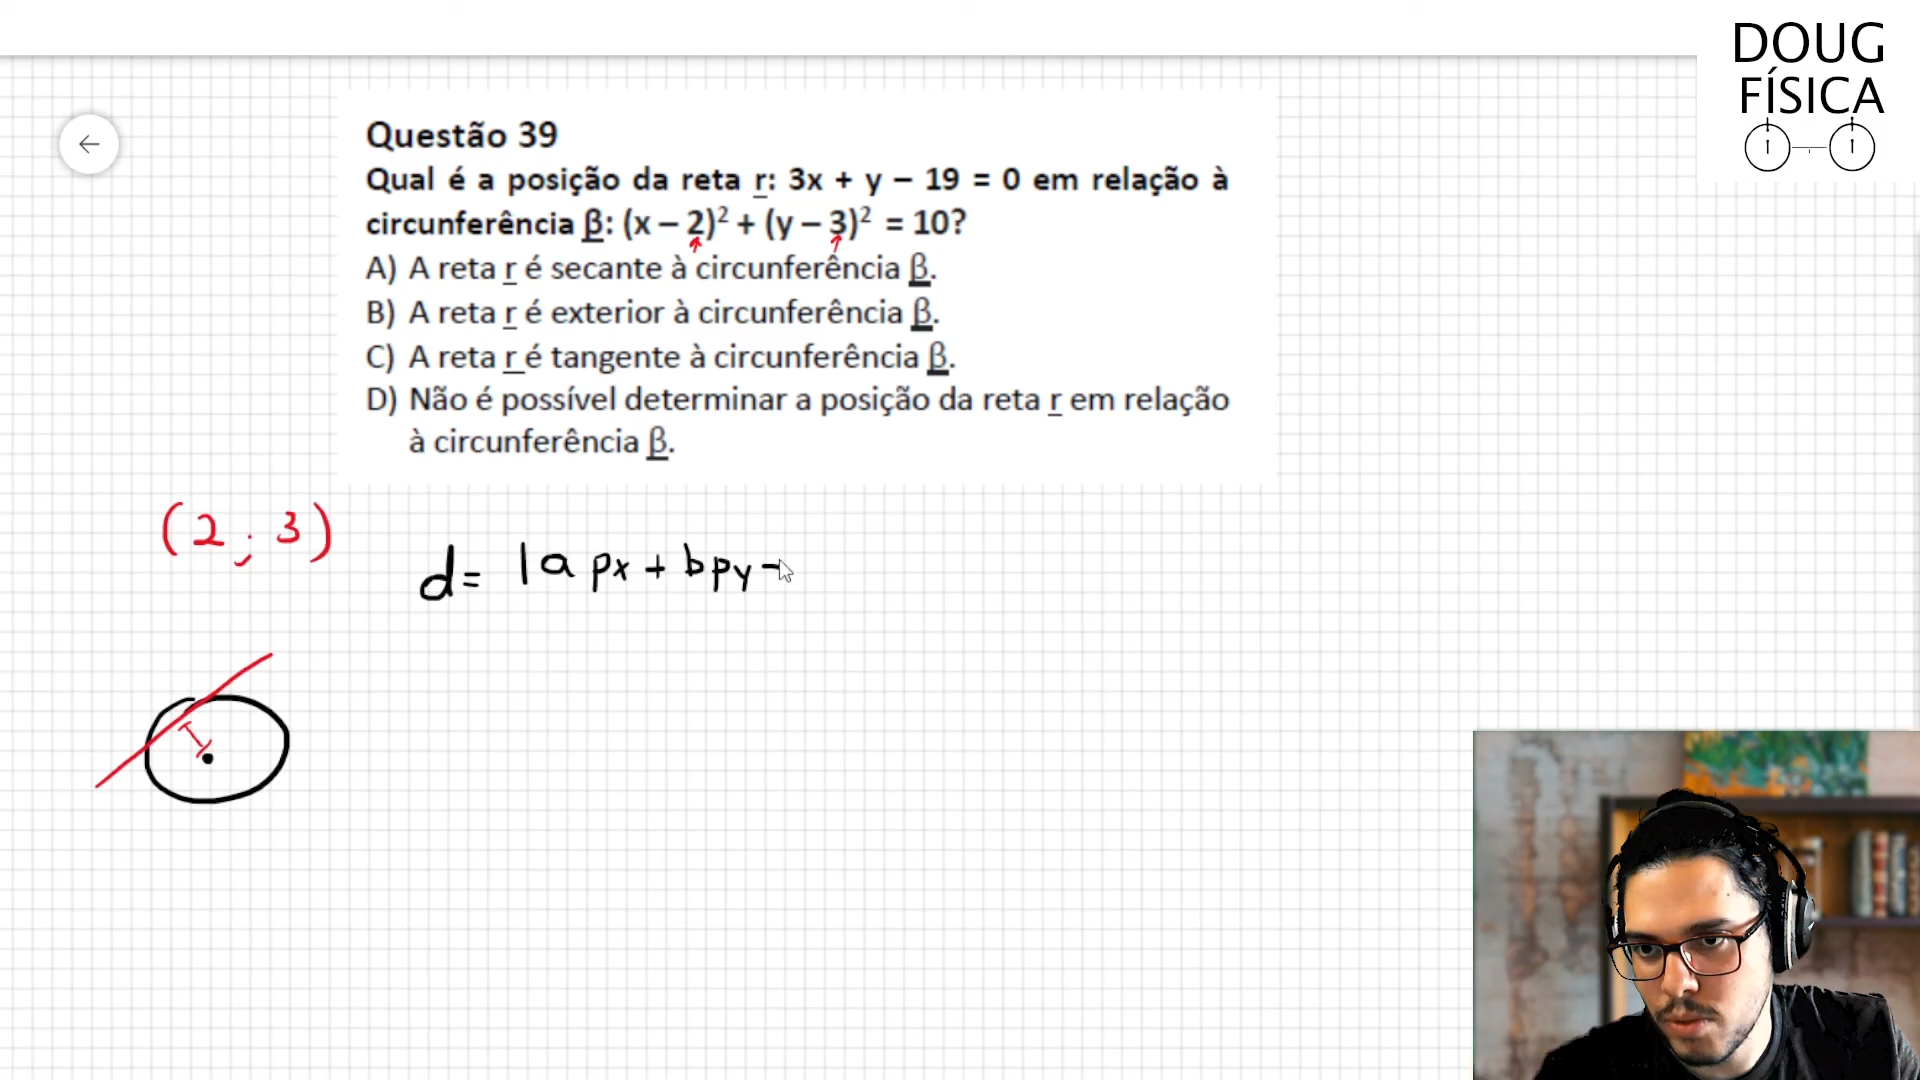 DOUG
FÍSICA
Questão 39
Qual é a posição da reta r: 3x + y – 19 = 0 em relação à
circunferência β: (x – 2)² + (y – 3)² = 10?
A) A reta r é secante à circunferência β.
B) A reta r é exterior à circunferência β.
C) A reta r é tangente à circunferência β.
D) Não é possível determinar a posição da reta r em relação
à circunferência β.
(2 ; 3)
d= |a px + b py -